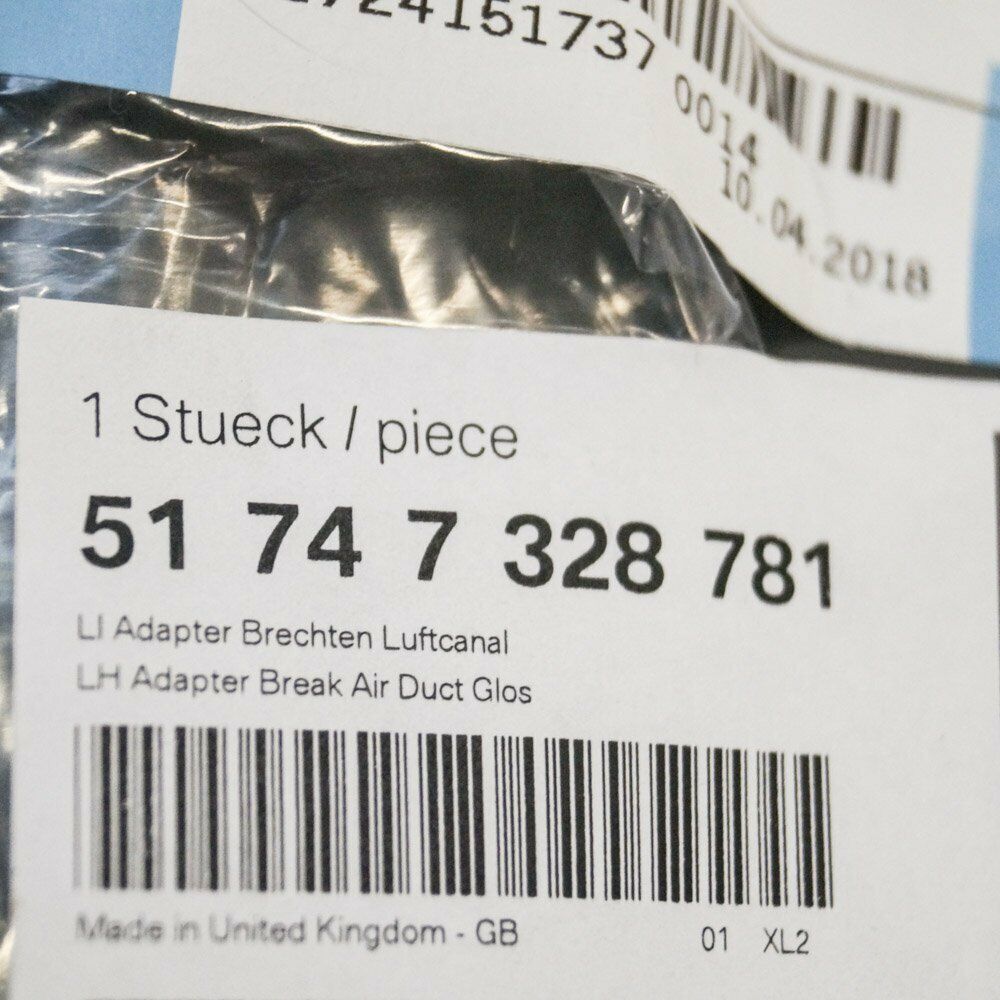 724151737
0014
10.04.2018
1 Stueck / piece
51 74 7 328 781
LI Adapter Brechten Luftcanal
LH Adapter Break Air Duct Glos
Made in United Kingdom - GB
01 XL2